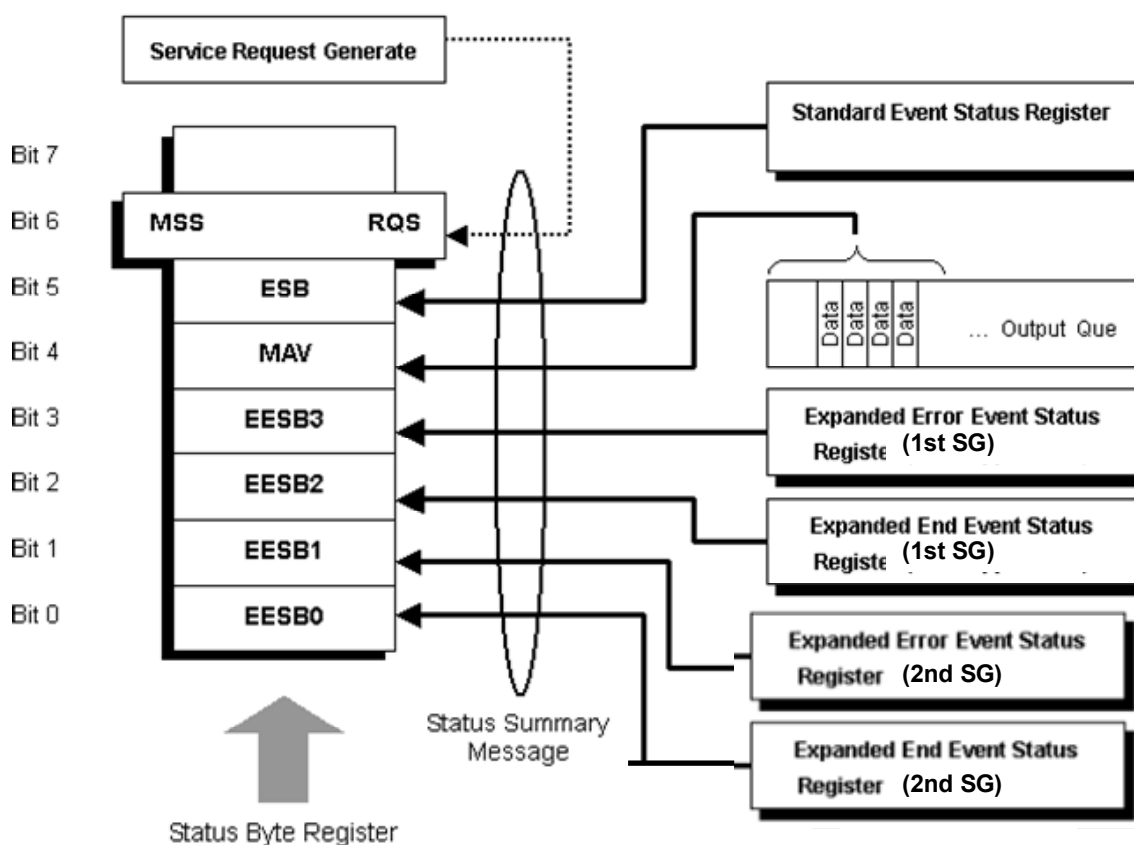 Service Request Generate
Bit 7
Bit 6
Bit 5
Bit 4
Bit 3
Bit 2
Bit 1
Bit 0
MSS RQS
ESB
MAV
EESB3
EESB2
EESB1
EESB0
Status Byte Register
Status Summary
Message
Standard Event Status Register
Data
Data
Data
Data
... Output Que
Expanded Error Event Status
Registe (1st SG)
Expanded End Event Status
Registe (1st SG)
Expanded Error Event Status
Register (2nd SG)
Expanded End Event Status
Register (2nd SG)